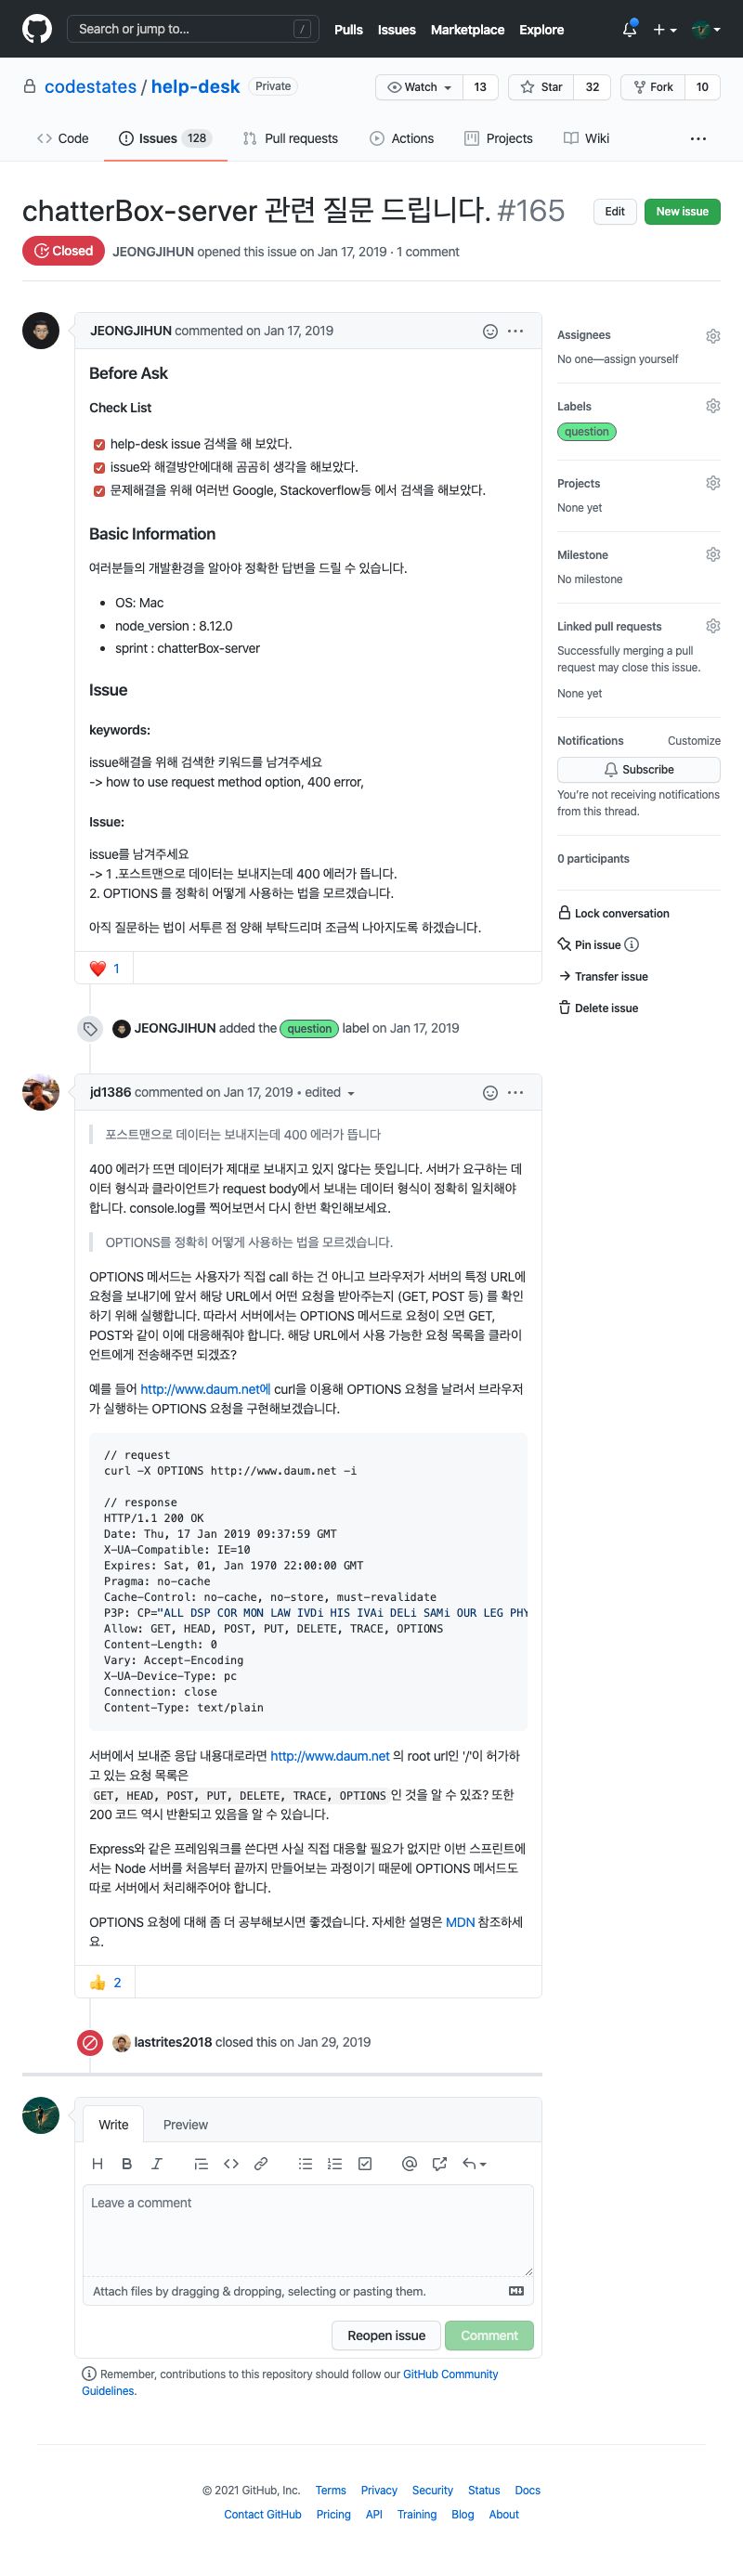 Search or jump to... /
Pulls Issues Marketplace Explore
codestates / help-desk Private
Watch 13 Star 32 Fork 10
Code Issues 128 Pull requests Actions Projects Wiki
chatterBox-server 관련 질문 드립니다. #165
Edit New issue
Closed JEONGJIHUN opened this issue on Jan 17, 2019 · 1 comment
JEONGJIHUN commented on Jan 17, 2019
Before Ask
Check List
help-desk issue 검색을 해 보았다.
issue와 해결방안에대해 곰곰히 생각을 해보았다.
문제해결을 위해 여러번 Google, Stackoverflow등 에서 검색을 해보았다.
Basic Information
여러분들의 개발환경을 알아야 정확한 답변을 드릴 수 있습니다.
• OS: Mac
• node_version : 8.12.0
• sprint : chatterBox-server
Issue
keywords:
issue해결을 위해 검색한 키워드를 남겨주세요
-> how to use request method option, 400 error,
Issue:
issue를 남겨주세요
-> 1 .포스트맨으로 데이터는 보내지는데 400 에러가 뜹니다.
2. OPTIONS 를 정확히 어떻게 사용하는 법을 모르겠습니다.
아직 질문하는 법이 서투른 점 양해 부탁드리며 조금씩 나아지도록 하겠습니다.
❤️ 1
Assignees
No one—assign yourself
Labels
question
Projects
None yet
Milestone
No milestone
Linked pull requests
Successfully merging a pull
request may close this issue.
None yet
Notifications Customize
Subscribe
You're not receiving notifications
from this thread.
0 participants
Lock conversation
Pin issue
Transfer issue
Delete issue
JEONGJIHUN added the question label on Jan 17, 2019
jd1386 commented on Jan 17, 2019 • edited
포스트맨으로 데이터는 보내지는데 400 에러가 뜹니다
400 에러가 뜨면 데이터가 제대로 보내지고 있지 않다는 뜻입니다. 서버가 요구하는 데
이터 형식과 클라이언트가 request body에서 보내는 데이터 형식이 정확히 일치해야
합니다. console.log를 찍어보면서 다시 한번 확인해보세요.
OPTIONS를 정확히 어떻게 사용하는 법을 모르겠습니다.
OPTIONS 메서드는 사용자가 직접 call 하는 건 아니고 브라우저가 서버의 특정 URL에
요청을 보내기에 앞서 해당 URL에서 어떤 요청을 받아주는지 (GET, POST 등) 를 확인
하기 위해 실행합니다. 따라서 서버에서는 OPTIONS 메서드로 요청이 오면 GET,
POST와 같이 이에 대응해줘야 합니다. 해당 URL에서 사용 가능한 요청 목록을 클라이
언트에게 전송해주면 되겠죠?
예를 들어 http://www.daum.net에 curl을 이용해 OPTIONS 요청을 날려서 브라우저
가 실행하는 OPTIONS 요청을 구현해보겠습니다.
// request
curl -X OPTIONS http://www.daum.net -i
// response
HTTP/1.1 200 OK
Date: Thu, 17 Jan 2019 09:37:59 GMT
X-UA-Compatible: IE=10
Expires: Sat, 01, Jan 1970 22:00:00 GMT
Pragma: no-cache
Cache-Control: no-cache, no-store, must-revalidate
P3P: CP="ALL DSP COR MON LAW IVDi HIS IVAi DELi SAMi OUR LEG PHY
Allow: GET, HEAD, POST, PUT, DELETE, TRACE, OPTIONS
Content-Length: 0
Vary: Accept-Encoding
X-UA-Device-Type: pc
Connection: close
Content-Type: text/plain
서버에서 보내준 응답 내용대로라면 http://www.daum.net 의 root url인 '/'이 허가하
고 있는 요청 목록은
GET, HEAD, POST, PUT, DELETE, TRACE, OPTIONS 인 것을 알 수 있죠? 또한
200 코드 역시 반환되고 있음을 알 수 있습니다.
Express와 같은 프레임워크를 쓴다면 사실 직접 대응할 필요가 없지만 이번 스프린트에
서는 Node 서버를 처음부터 끝까지 만들어보는 과정이기 때문에 OPTIONS 메서드도
따로 서버에서 처리해주어야 합니다.
OPTIONS 요청에 대해 좀 더 공부해보시면 좋겠습니다. 자세한 설명은 MDN 참조하세
요.
👍 2
lastrites2018 closed this on Jan 29, 2019
Write Preview
Leave a comment
Attach files by dragging & dropping, selecting or pasting them.
Reopen issue Comment
Remember, contributions to this repository should follow our GitHub Community
Guidelines.
© 2021 GitHub, Inc. Terms Privacy Security Status Docs
Contact GitHub Pricing API Training Blog About